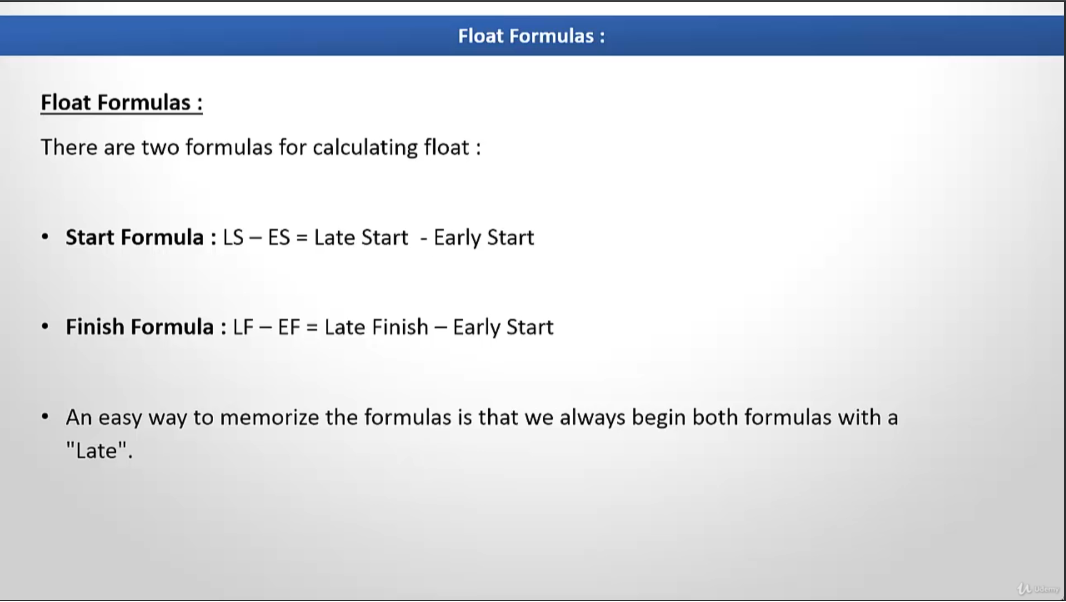 Float Formulas :
Float Formulas :
There are two formulas for calculating float :
• Start Formula : LS – ES = Late Start - Early Start
• Finish Formula : LF – EF = Late Finish – Early Start
• An easy way to memorize the formulas is that we always begin both formulas with a
"Late".
Udemy